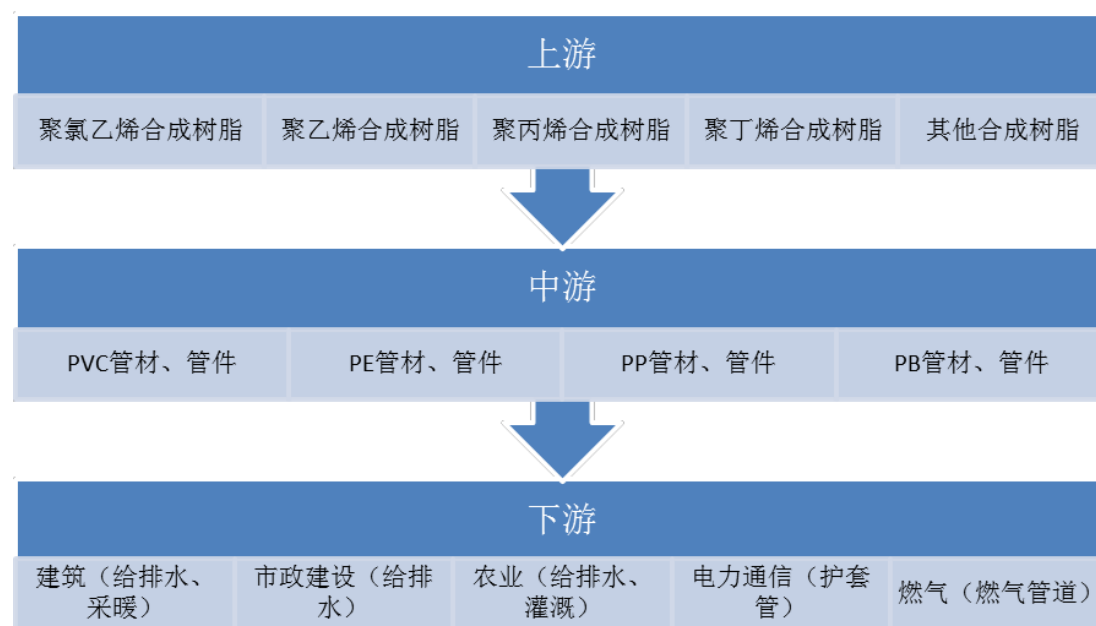 上游
聚氯乙烯合成树脂 聚乙烯合成树脂 聚丙烯合成树脂 聚丁烯合成树脂 其他合成树脂
中游
PVC管材、管件 PE管材、管件 PP管材、管件 PB管材、管件
下游
建筑（给排水、
采暖）
市政建设（给排
水）
农业（给排水、
灌溉）
电力通信（护套
管）
燃气（燃气管道）